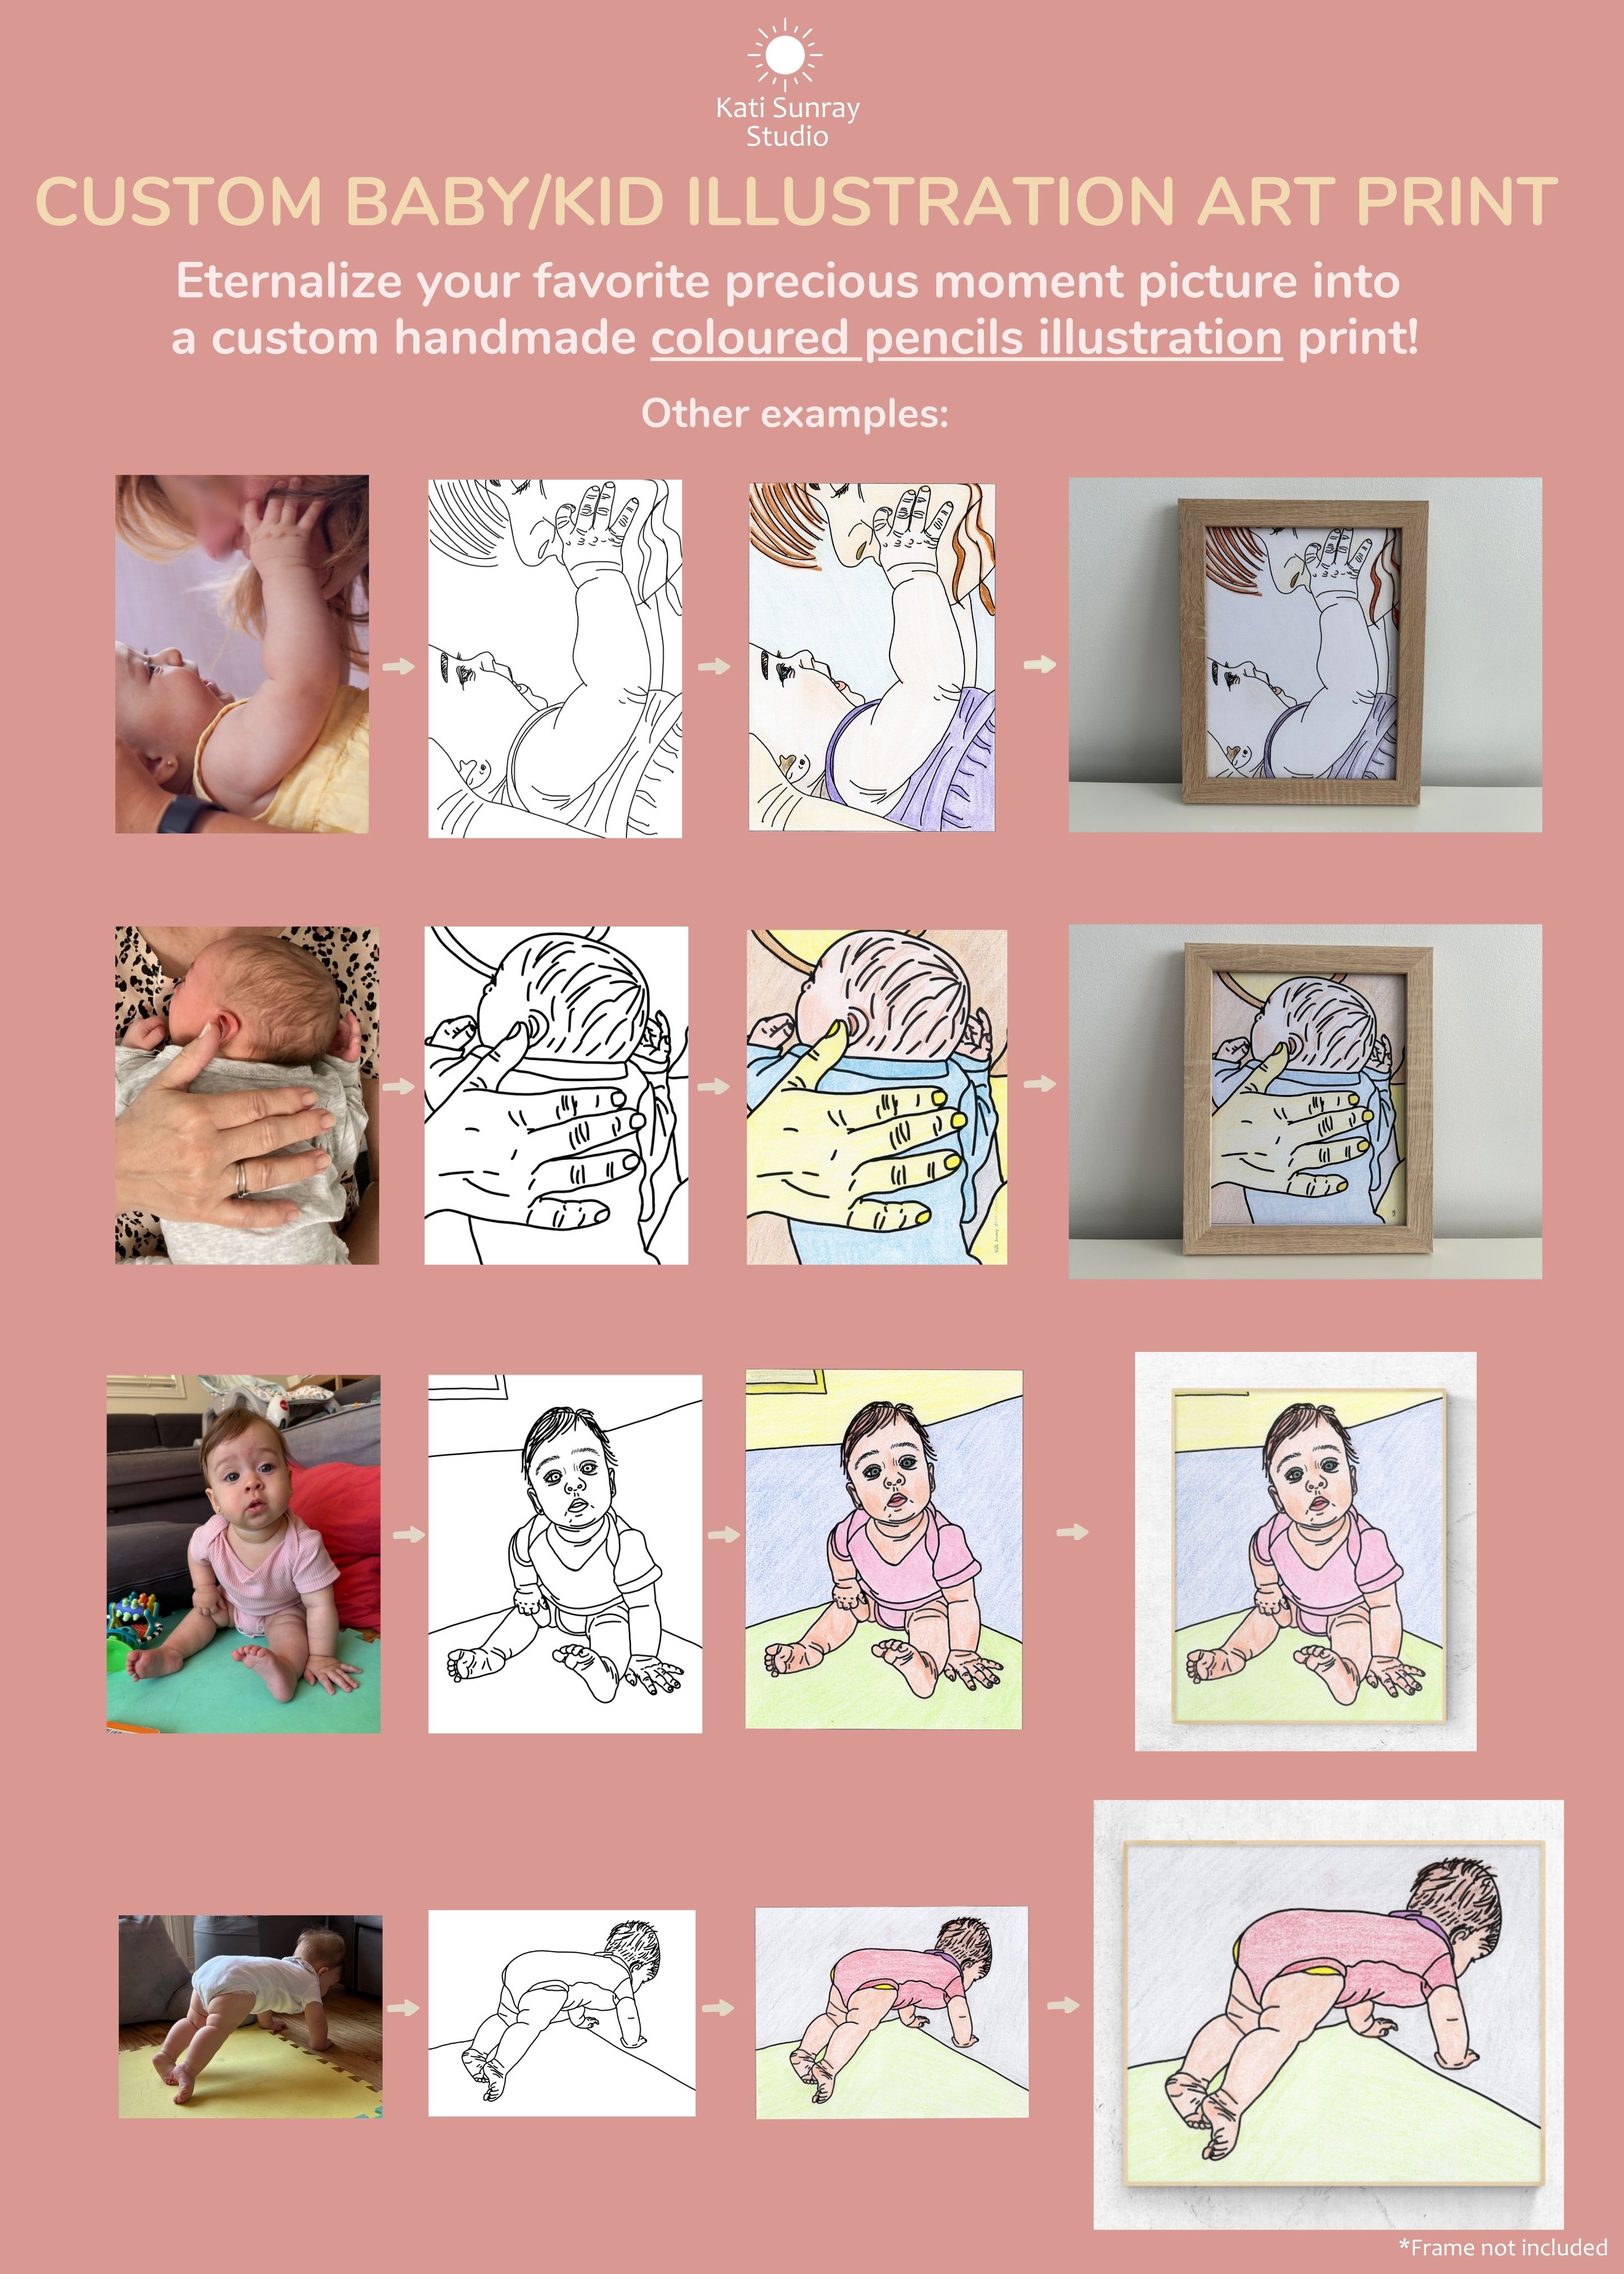 Kati Sunray
Studio
CUSTOM BABY/KID ILLUSTRATION ART PRINT
Eternalize your favorite precious moment picture into
a custom handmade coloured pencils illustration print!
Other examples:
*Frame not included